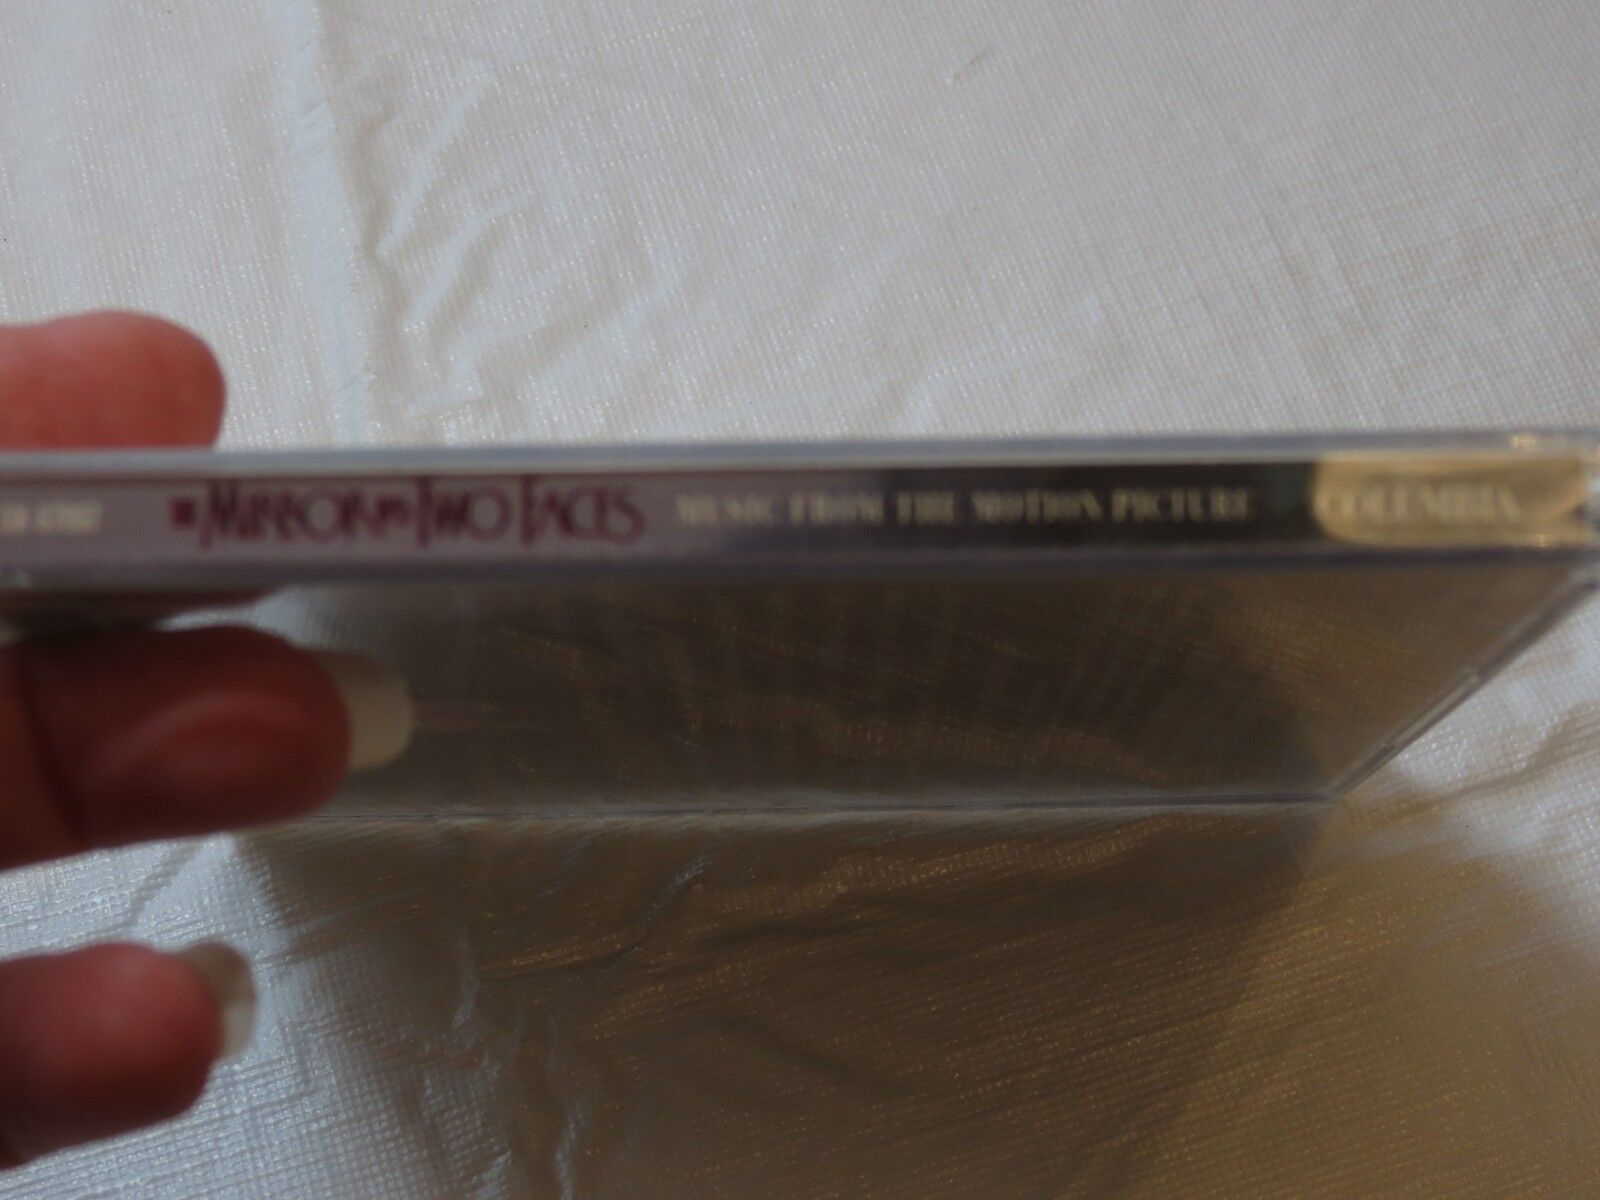 THE MIRROR HAS TWO FACES MUSIC FROM THE MOTION PICTURE COLUMBIA